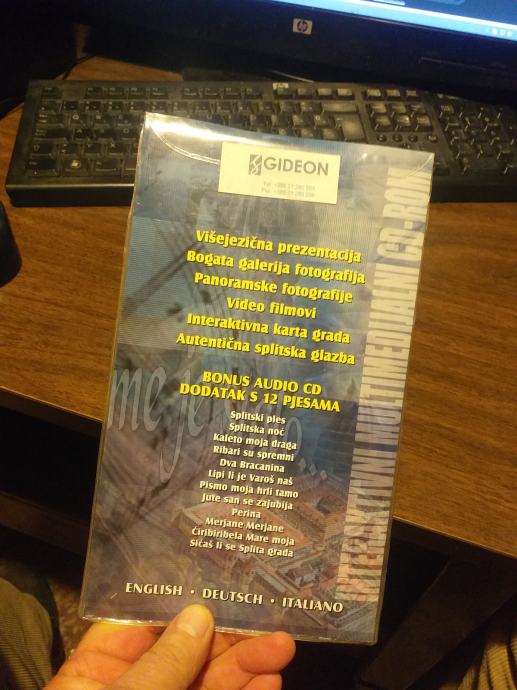 hp
GIDEON
Višejezična prezentacija
Bogata galerija fotografija
Panoramske fotografije
Video filmovi
Interaktivna karta grada
Autentična splitska glazba
BONUS AUDIO CD
DODATAK S 12 PJESAMA
Splitski ples
Splitska noć
Kaleto moja draga
Ribari su spremni
Dva Bracanina
Lipi li je Varoš naš
Pismo moja hrli tamo
Jute san se zajubija
Perina
Merjane Merjane
Ćiribiribela Mare moja
Sićaš li se Splita grada
ENGLISH • DEUTSCH • ITALIANO
INTERAKTIVNI MULTIMEDIJALNI CD-ROM